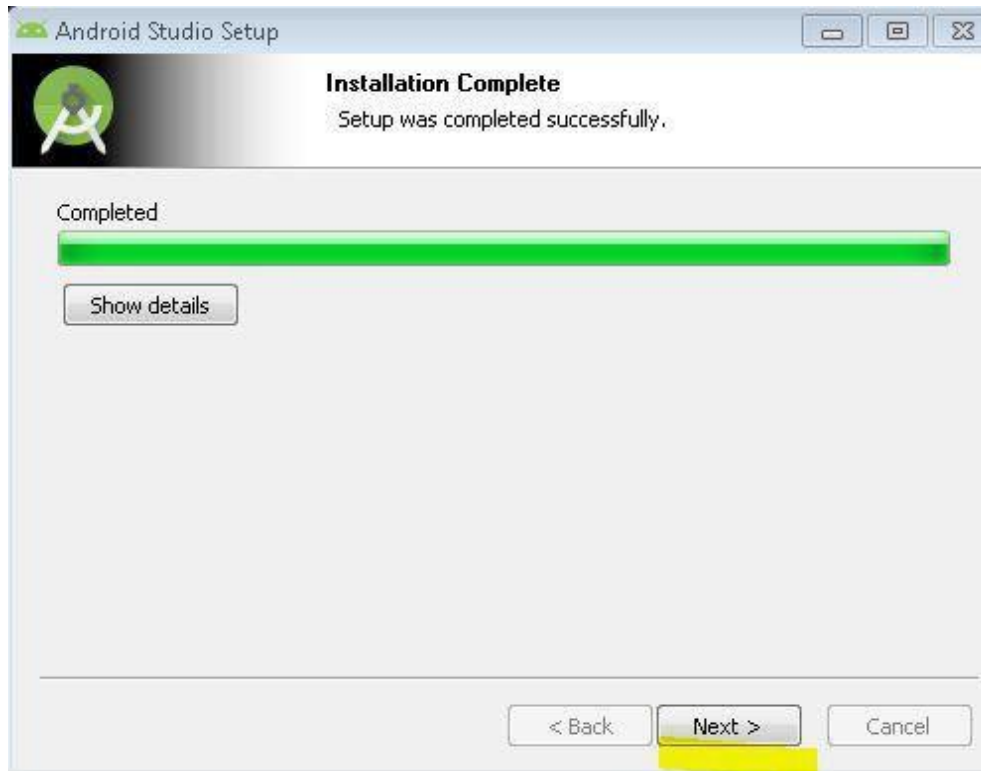 Android Studio Setup
Installation Complete
Setup was completed successfully.
Completed
Show details
< Back Next > Cancel